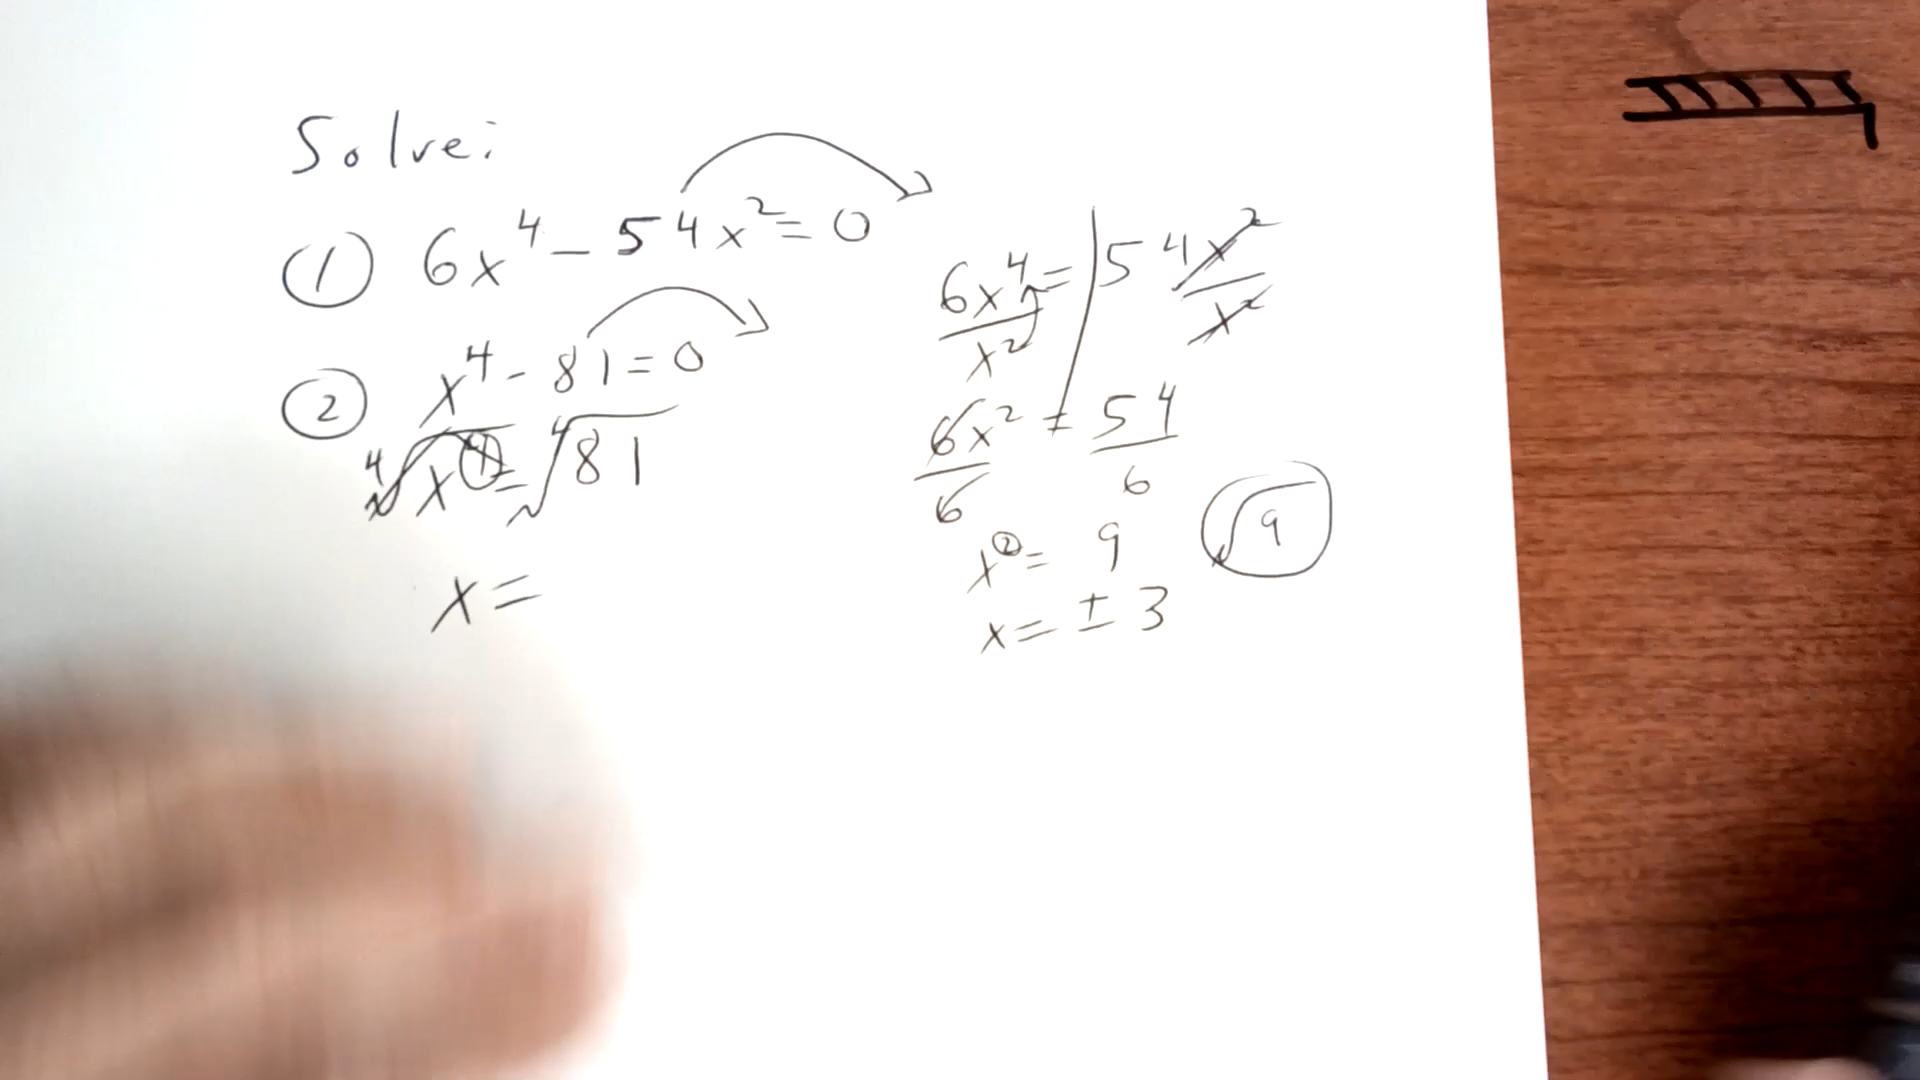 Solve:
① 6x⁴ - 54x² = 0
② x⁴ - 81 = 0
⁴√x⁴ = ⁴√81
x =
6x⁴/x² = 54x²/x²
6x²/6 = 54/6
x² = 9 √9
x = ± 3